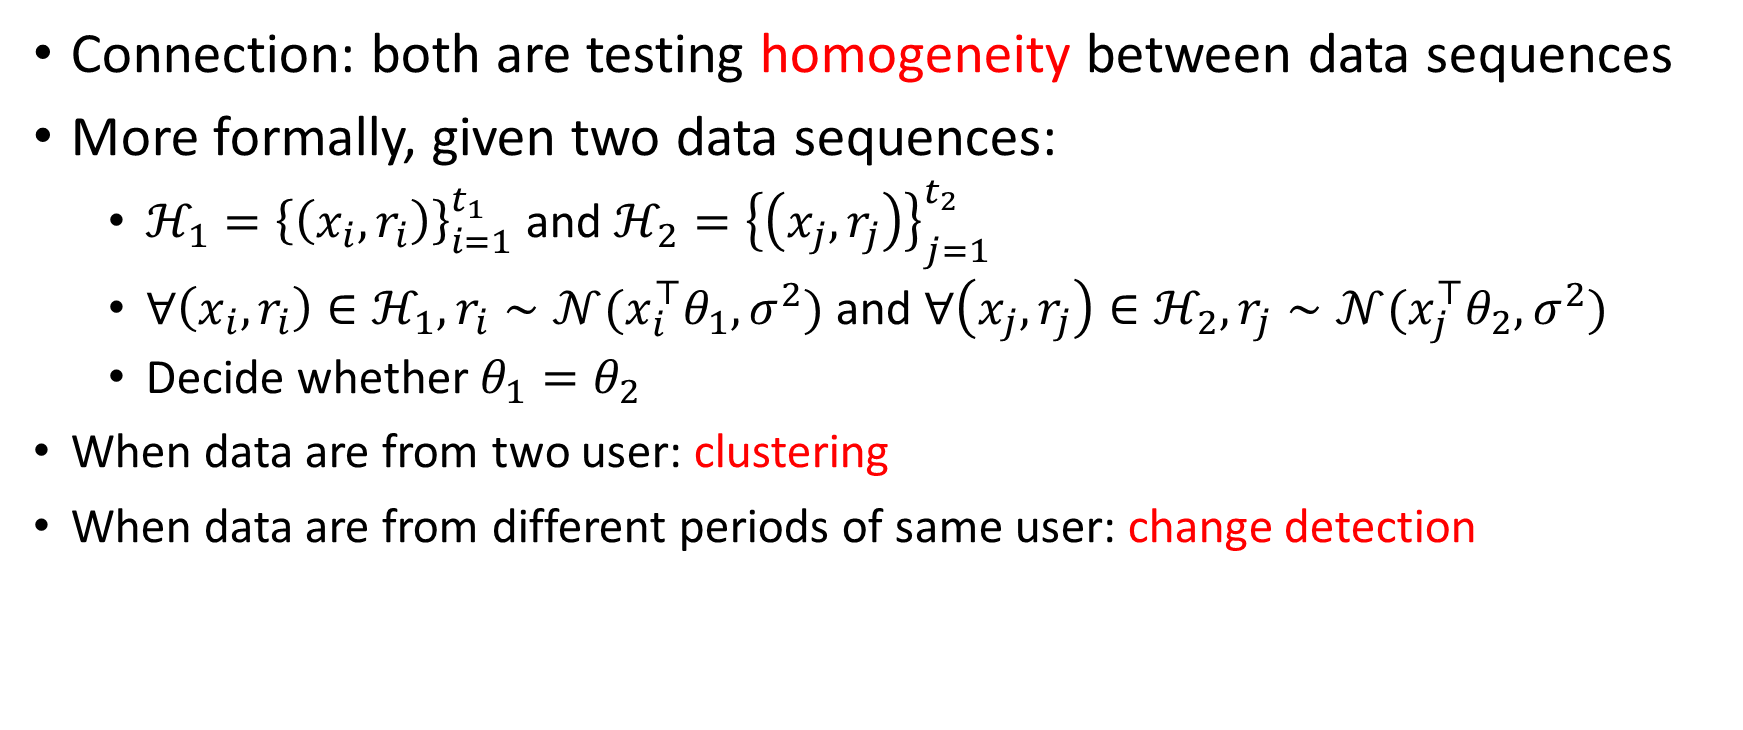 • Connection: both are testing homogeneity between data sequences
• More formally, given two data sequences:
• ℋ₁ = {(xᵢ, rᵢ)}ᵢ₌₁^{t₁} and ℋ₂ = {(xⱼ, rⱼ)}ⱼ₌₁^{t₂}
• ∀(xᵢ, rᵢ) ∈ ℋ₁, rᵢ ~ 𝒩(xᵢ^⊤θ₁, σ²) and ∀(xⱼ, rⱼ) ∈ ℋ₂, rⱼ ~ 𝒩(xⱼ^⊤θ₂, σ²)
• Decide whether θ₁ = θ₂
• When data are from two user: clustering
• When data are from different periods of same user: change detection